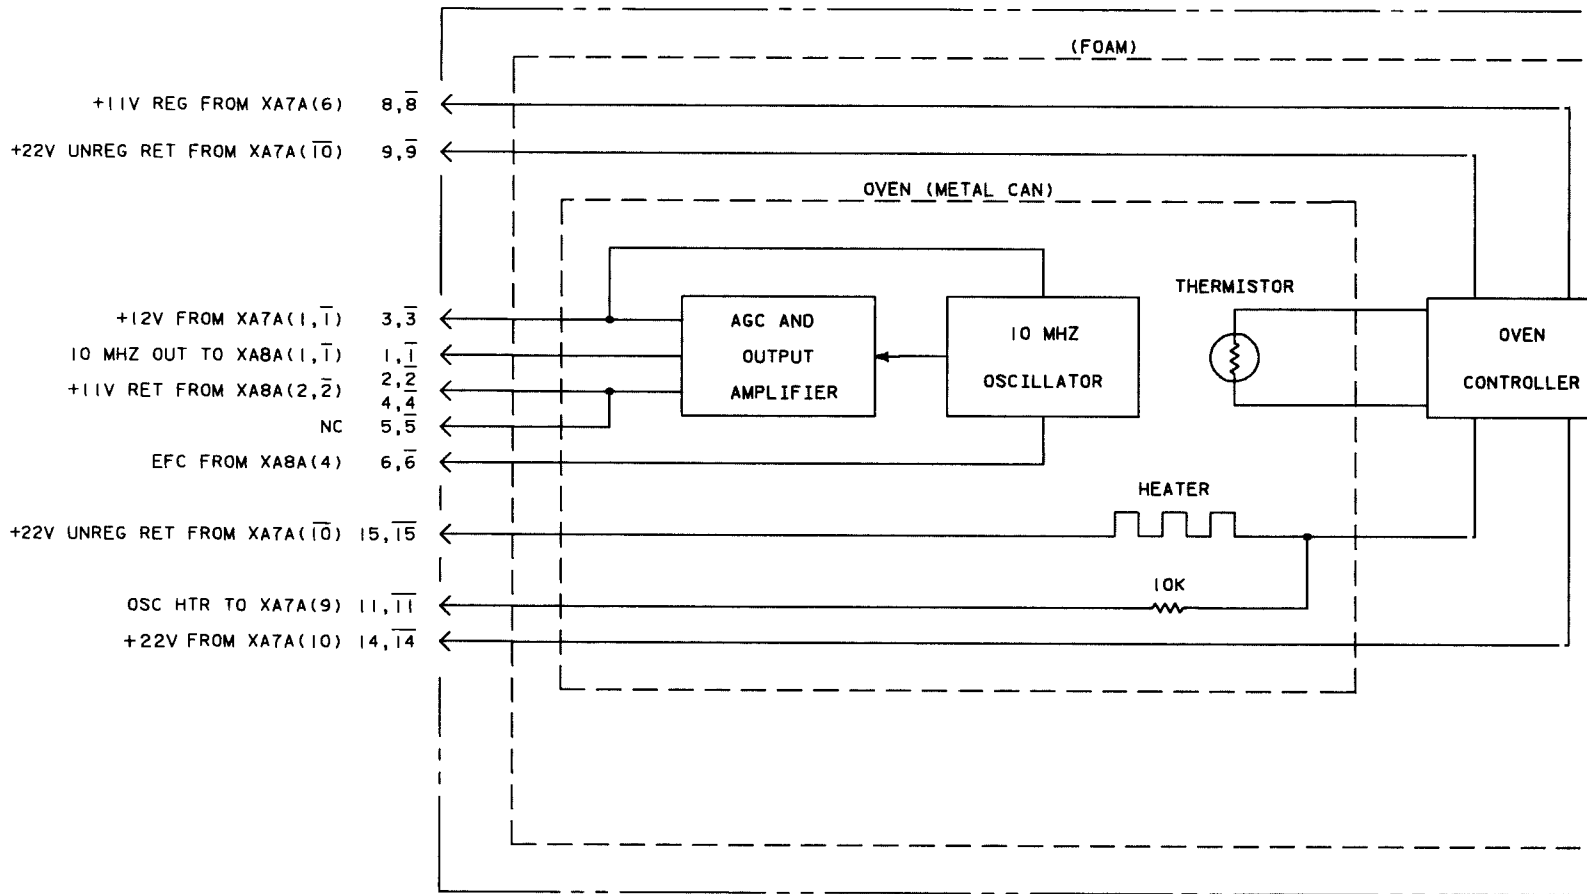 (FOAM)
+11V REG FROM XA7A(6) 8,8̅
+22V UNREG RET FROM XA7A(1̅0̅) 9,9̅
OVEN (METAL CAN)
THERMISTOR
+12V FROM XA7A(1,1̅) 3,3̅
10 MHZ OUT TO XA8A(1,1̅) 1,1̅
+11V RET FROM XA8A(2,2̅) 2,2̅
4,4̅
NC 5,5̅
EFC FROM XA8A(4) 6,6̅
AGC AND
OUTPUT
AMPLIFIER
10 MHZ
OSCILLATOR
OVEN
CONTROLLER
HEATER
+22V UNREG RET FROM XA7A(1̅0̅) 15,1̅5̅
10K
OSC HTR TO XA7A(9) 11,1̅1̅
+22V FROM XA7A(10) 14,1̅4̅